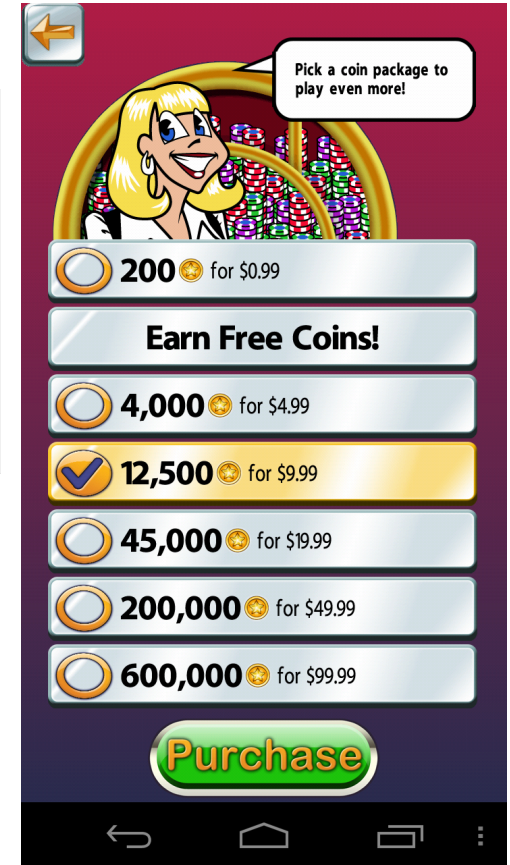 Pick a coin package to
play even more!
200 for $0.99
Earn Free Coins!
4,000 for $4.99
12,500 for $9.99
45,000 for $19.99
200,000 for $49.99
600,000 for $99.99
Purchase